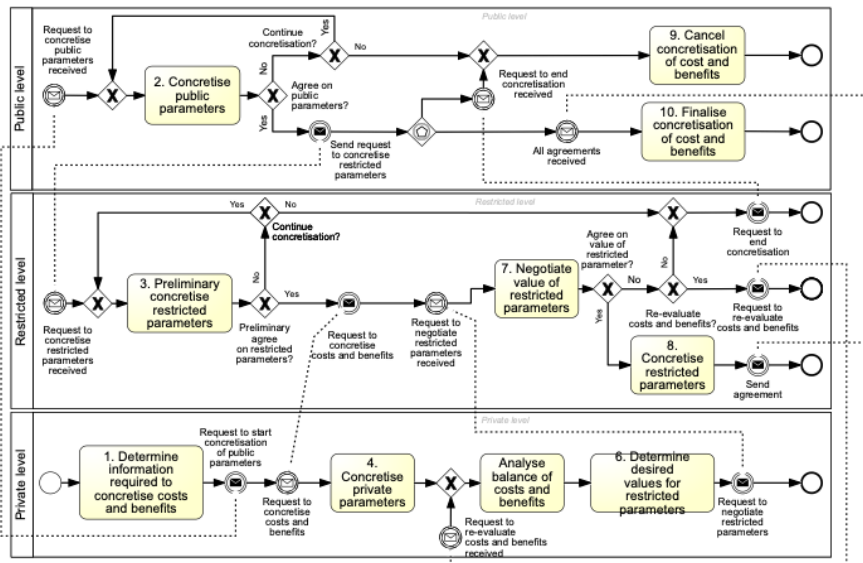 Public level
Public level
Request to
concretise
public
parameters
received
2. Concretise
public
parameters
Continue
concretisation?
Yes
No
No
Agree on
public
parameters?
Yes
Send request
to concretise
restricted
parameters
Request to end
concretisation
received
All agreements
received
9. Cancel
concretisation
of cost and
benefits
10. Finalise
concretisation
of cost and
benefits
Restricted level
Restricted level
Request to
concretise
restricted
parameters
received
3. Preliminary
concretise
restricted
parameters
Yes
No
Continue
concretisation?
No
Yes
Preliminary
agree
on restricted
parameters?
Request to
concretise
costs and benefits
Request to
negotiate
restricted
parameters
received
7. Negotiate
value of
restricted
parameters
Agree on
value of
restricted
parameter?
No
Yes
No
Yes
Re-evaluate
costs and benefits?
Request to
end
concretisation
Request to
re-evaluate
costs and benefits
8.
Concretise
restricted
parameters
Send
agreement
Private level
Private level
1. Determine
information
required to
concretise costs
and benefits
Request to start
concretisation
of public
parameters
Request to
concretise
costs and
benefits
4.
Concretise
private
parameters
Request to
re-evaluate
costs and benefits
received
Analyse
balance of
costs and
benefits
6. Determine
desired
values for
restricted
parameters
Request to
negotiate
restricted
parameters